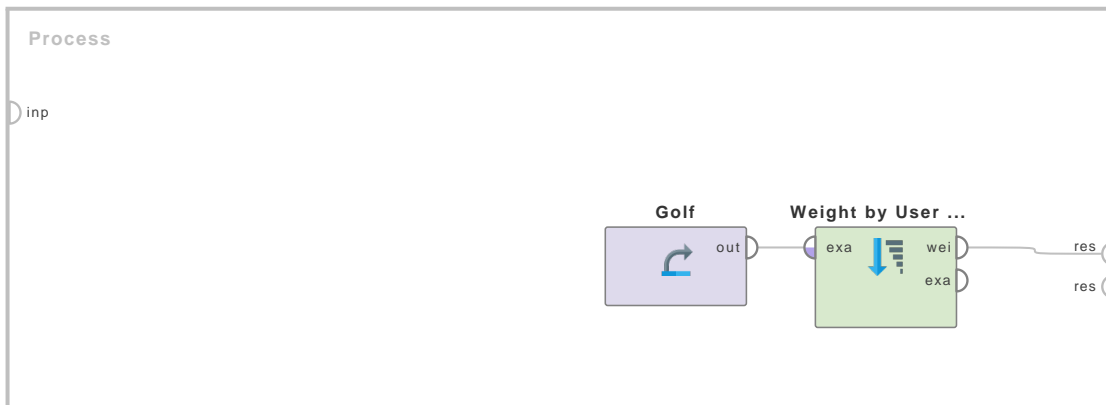 Process
inp
Golf
Weight by User ...
out
exa
wei
res
exa
res